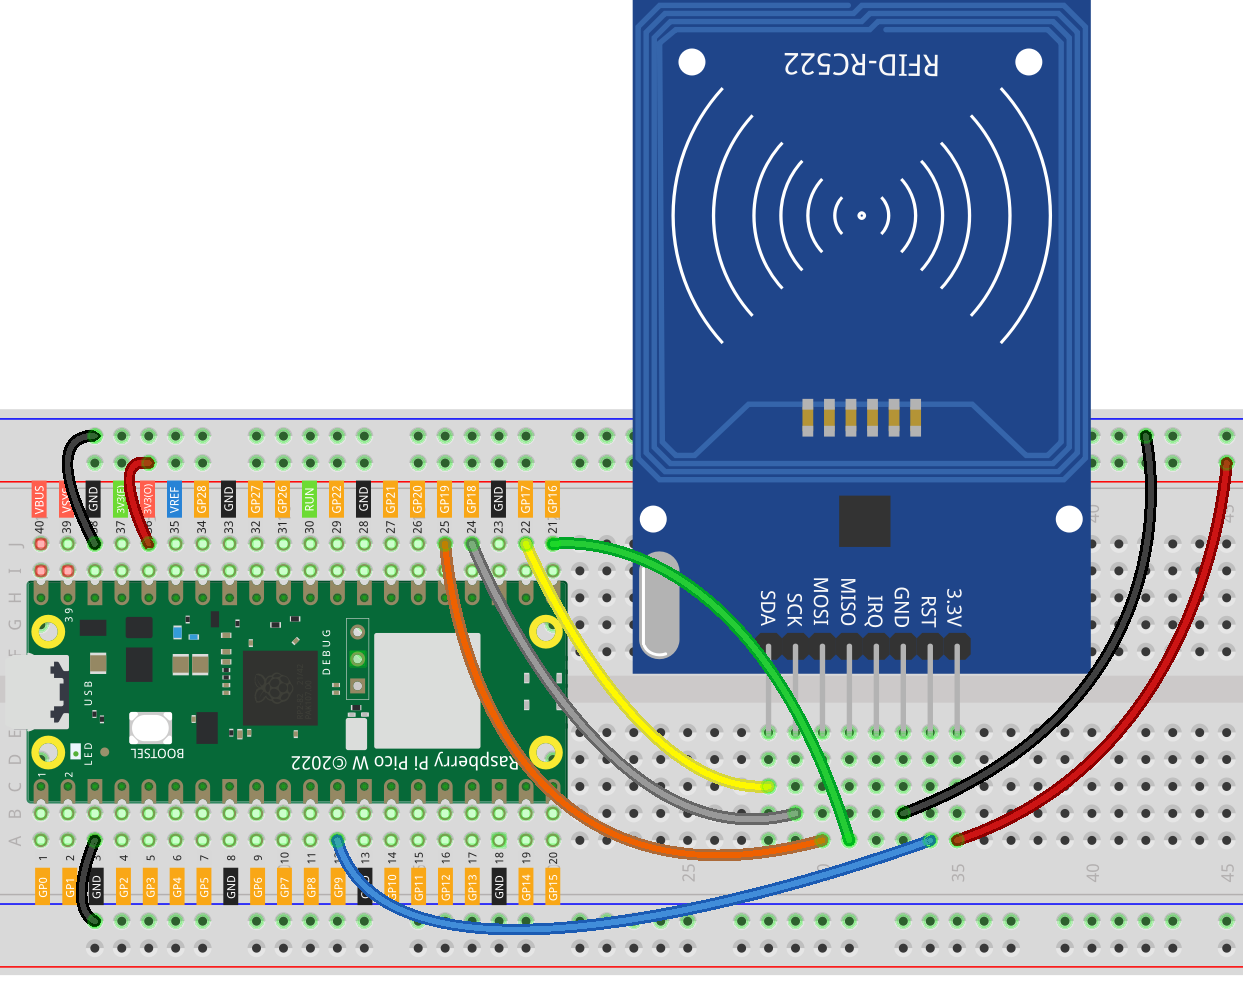 RFID-RC522
VBUS VSYS GND 3V3(E) 3V3(O) VREF GP28 GND GP27 GP26 RUN GP22 GND GP21 GP20 GP19 GP18 GND GP17 GP16
40 39 38 37 36 35 34 33 32 31 30 29 28 27 26 25 24 23 22 21
40 45
J
I
H
G
F
SDA SCK MOSI MISO IRQ GND RST 3.3V
39
DEBUG
USB
BOOTSEL
LED
Raspberry Pi Pico W ©2022
1 2
E
D
C
B
A
1 2 3 4 5 6 7 8 9 10 11 12 13 14 15 16 17 18 19 20
25 35 40 45
GP0 GP1 GND GP2 GP3 GP4 GP5 GND GP6 GP7 GP8 GP9 GND GP10 GP11 GP12 GP13 GND GP14 GP15